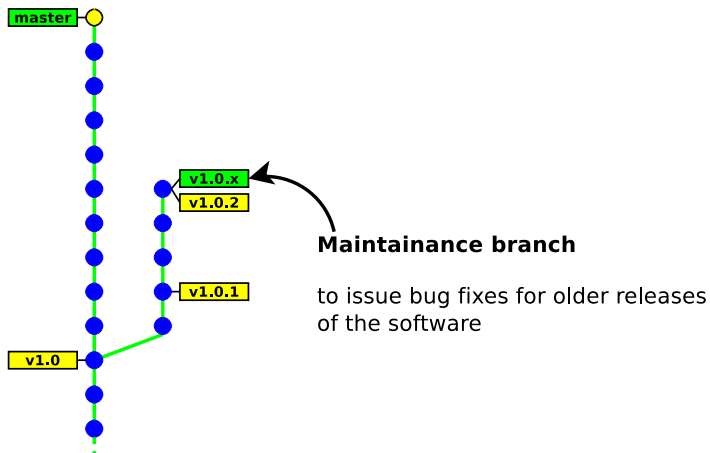 master
v1.0.x
v1.0.2
Maintainance branch
v1.0.1
to issue bug fixes for older releases
of the software
v1.0